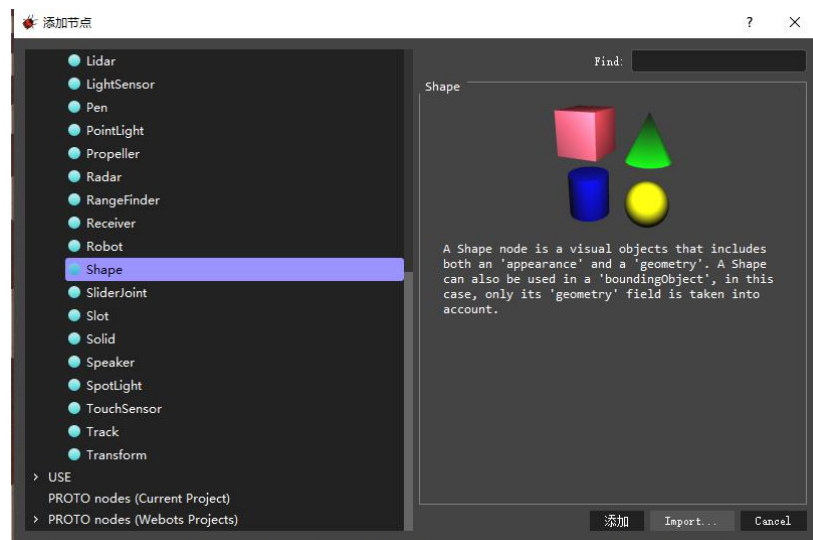 添加节点
Lidar
LightSensor
Pen
PointLight
Propeller
Radar
RangeFinder
Receiver
Robot
Shape
SliderJoint
Slot
Solid
Speaker
SpotLight
TouchSensor
Track
Transform
USE
PROTO nodes (Current Project)
PROTO nodes (Webots Projects)
Find:
Shape
A Shape node is a visual objects that includes
both an 'appearance' and a 'geometry'. A Shape
can also be used in a 'boundingObject', in this
case, only its 'geometry' field is taken into
account.
添加 Import... Cancel